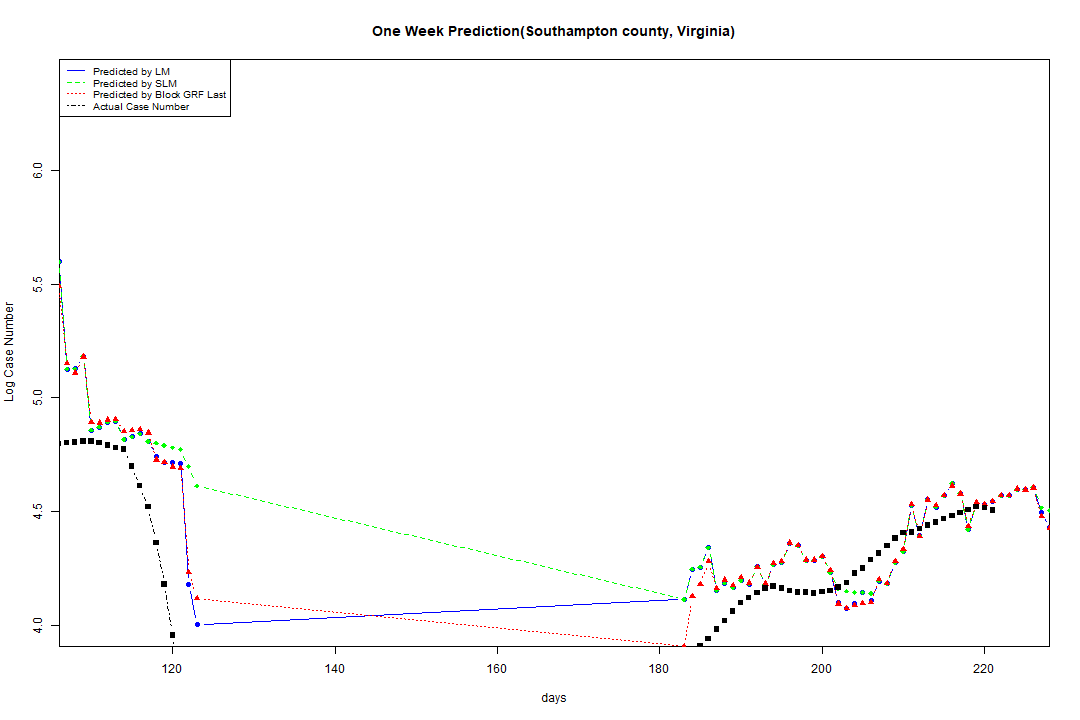 One Week Prediction(Southampton county, Virginia)
Predicted by LM
Predicted by SLM
Predicted by Block GRF Last
Actual Case Number
Log Case Number
6.0
5.5
5.0
4.5
4.0
120 140 160 180 200 220
days